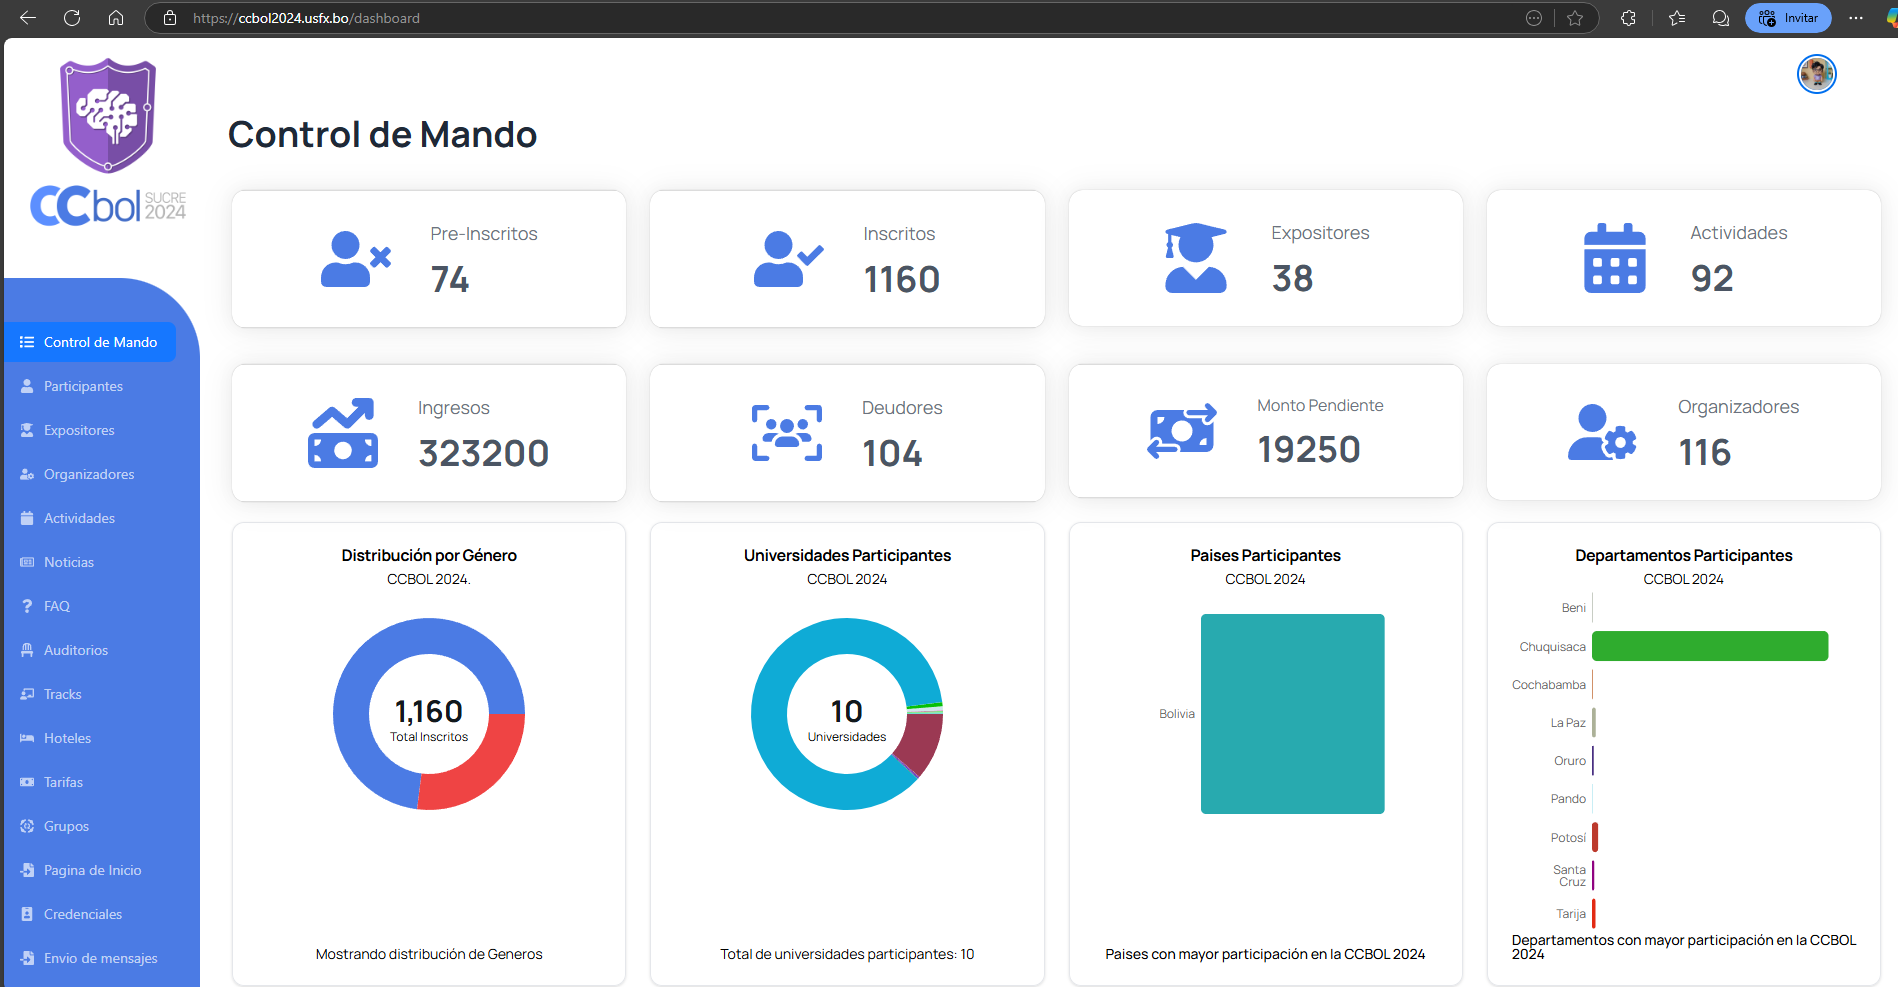 https://ccbol2024.usfx.bo/dashboard
Invitar
CCbol SUCRE 2024
Control de Mando
Pre-Inscritos
74
Inscritos
1160
Expositores
38
Actividades
92
Ingresos
323200
Deudores
104
Monto Pendiente
19250
Organizadores
116
Control de Mando
Participantes
Expositores
Organizadores
Actividades
Noticias
FAQ
Auditorios
Tracks
Hoteles
Tarifas
Grupos
Pagina de Inicio
Credenciales
Envio de mensajes
Distribución por Género
CCBOL 2024.
1,160
Total Inscritos
Mostrando distribución de Generos
Universidades Participantes
CCBOL 2024
10
Universidades
Total de universidades participantes: 10
Paises Participantes
CCBOL 2024
Bolivia
Paises con mayor participación en la CCBOL 2024
Departamentos Participantes
CCBOL 2024
Beni
Chuquisaca
Cochabamba
La Paz
Oruro
Pando
Potosí
Santa
Cruz
Tarija
Departamentos con mayor participación en la CCBOL
2024